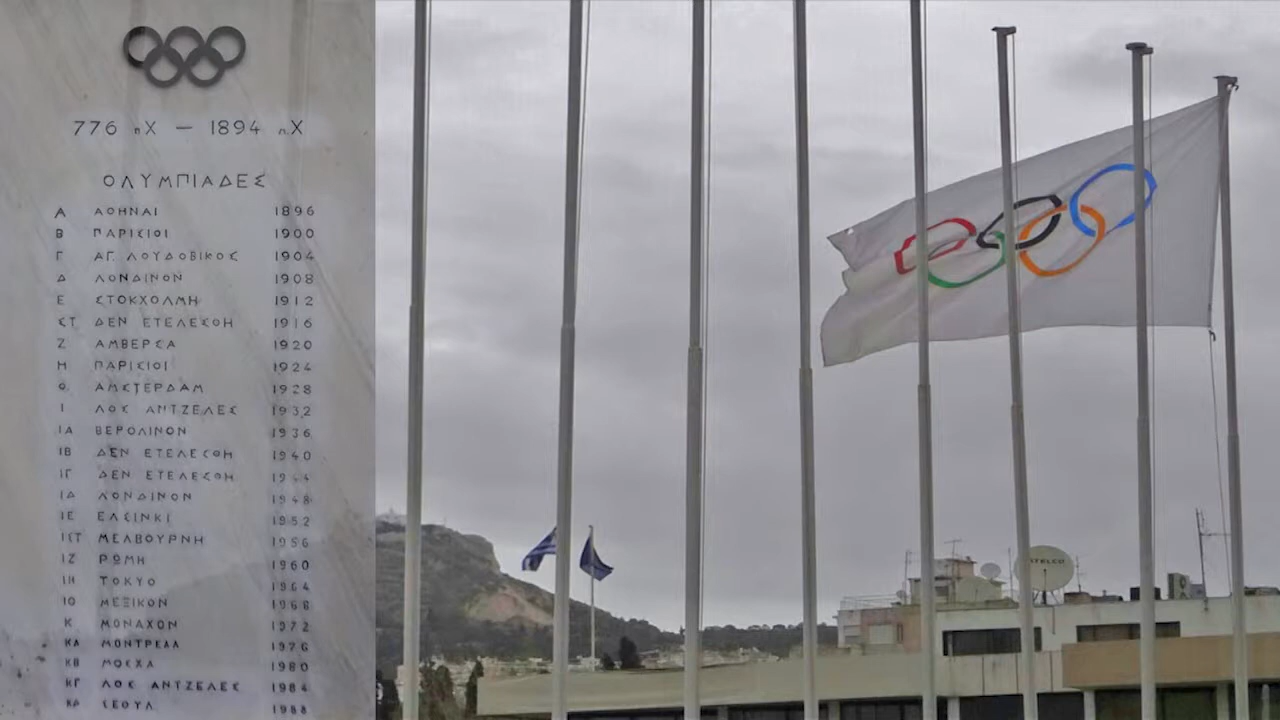 776 π.Χ — 1894 π.Χ
ΟΛΥΜΠΙΑΔΕΣ
Α ΑΘΗΝΑΙ 1896
Β ΠΑΡΙΣΙΟΙ 1900
Γ ΑΓ. ΛΟΥΔΟΒΙΚΟΣ 1904
Δ ΛΟΝΔΙΝΟΝ 1908
Ε ΣΤΟΚΧΟΛΜΗ 1912
ΣΤ ΔΕΝ ΕΤΕΛΕΣΘΗ 1916
Ζ ΑΜΒΕΡΣΑ 1920
Η ΠΑΡΙΣΙΟΙ 1924
Θ ΑΜΣΤΕΡΔΑΜ 1928
Ι ΛΟΣ ΑΝΤΖΕΛΕΣ 1932
ΙΑ ΒΕΡΟΛΙΝΟΝ 1936
ΙΒ ΔΕΝ ΕΤΕΛΕΣΘΗ 1940
ΙΓ ΔΕΝ ΕΤΕΛΕΣΘΗ 1944
ΙΔ ΛΟΝΔΙΝΟΝ 1948
ΙΕ ΕΛΣΙΝΚΙ 1952
ΙΣΤ ΜΕΛΒΟΥΡΝΗ 1956
ΙΖ ΡΩΜΗ 1960
ΙΗ ΤΟΚΥΟ 1964
ΙΘ ΜΕΞΙΚΟΝ 1968
Κ ΜΟΝΑΧΟΝ 1972
ΚΑ ΜΟΝΤΡΕΑΛ 1976
ΚΒ ΜΟΣΧΑ 1980
ΚΓ ΛΟΣ ΑΝΤΖΕΛΕΣ 1984
ΚΔ ΣΕΟΥΛ 1988